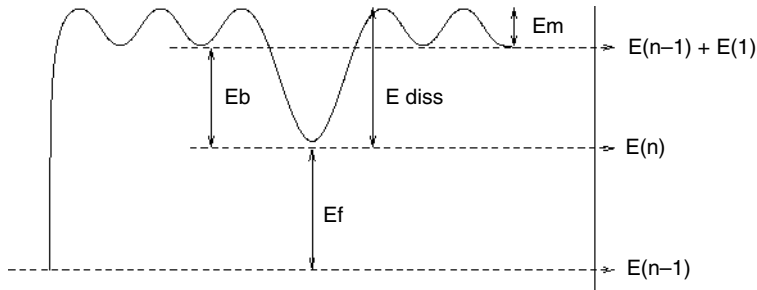 Em
E(n–1) + E(1)
Eb
E diss
E(n)
Ef
E(n–1)